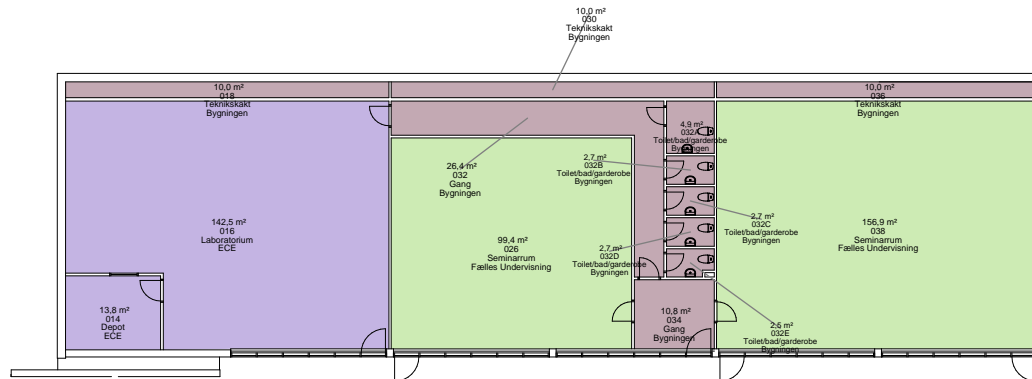 10,0 m²
030
Teknikskakt
Bygningen
10,0 m²
018
Teknikskakt
Bygningen
10,0 m²
036
Teknikskakt
Bygningen
4,9 m²
032A
Toilet/bad/garderobe
Bygningen
26,4 m²
032
Gang
Bygningen
2,7 m²
032B
Toilet/bad/garderobe
Bygningen
142,5 m²
016
Laboratorium
ECE
2,7 m²
032C
Toilet/bad/garderobe
Bygningen
156,9 m²
038
Seminarrum
Fælles Undervisning
99,4 m²
026
Seminarrum
Fælles Undervisning
2,7 m²
032D
Toilet/bad/garderobe
Bygningen
13,8 m²
014
Depot
ECE
10,8 m²
034
Gang
Bygningen
2,5 m²
032E
Toilet/bad/garderobe
Bygningen